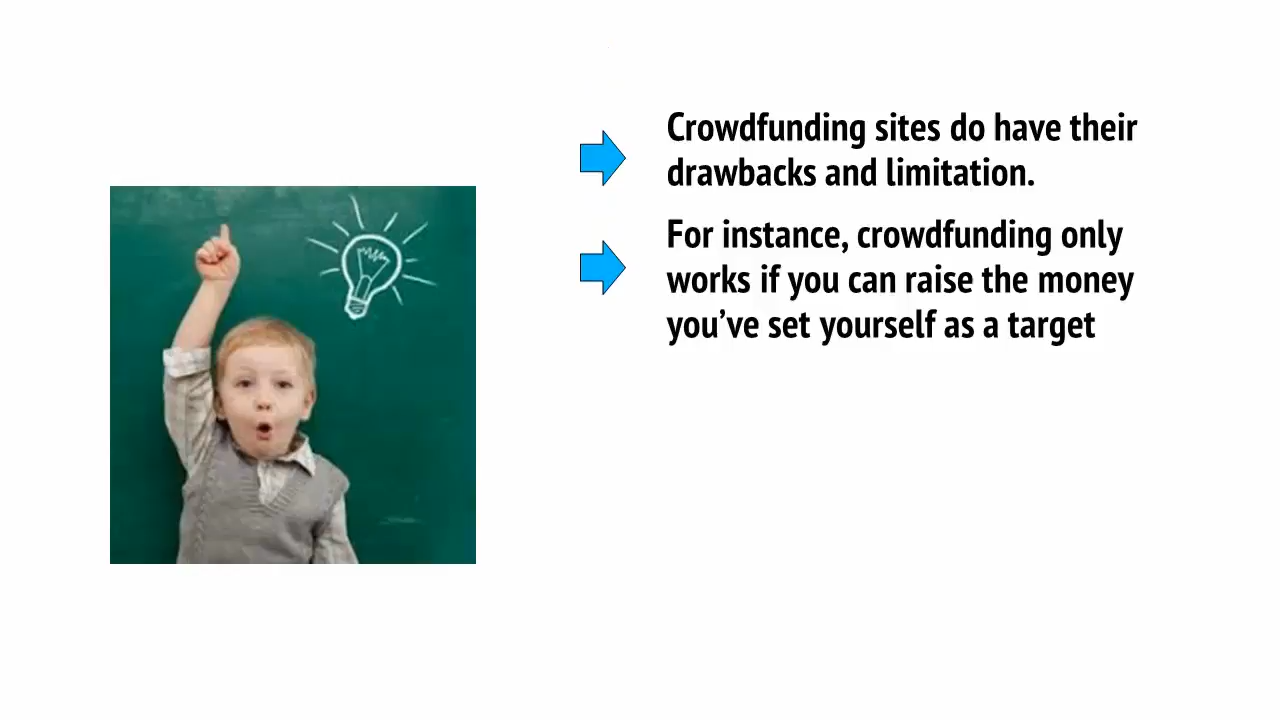 Crowdfunding sites do have their
drawbacks and limitation.
For instance, crowdfunding only
works if you can raise the money
you’ve set yourself as a target